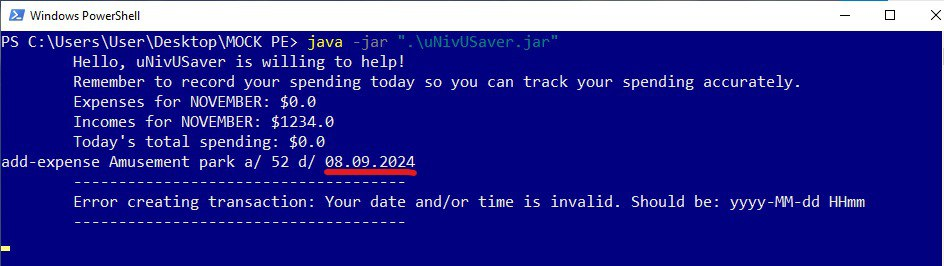 Windows PowerShell
PS C:\Users\User\Desktop\MOCK PE> java -jar ".\uNivUSaver.jar"
Hello, uNivUSaver is willing to help!
Remember to record your spending today so you can track your spending accurately.
Expenses for NOVEMBER: $0.0
Incomes for NOVEMBER: $1234.0
Today's total spending: $0.0
add-expense Amusement park a/ 52 d/ 08.09.2024
-------------------------------------
Error creating transaction: Your date and/or time is invalid. Should be: yyyy-MM-dd HHmm
-------------------------------------